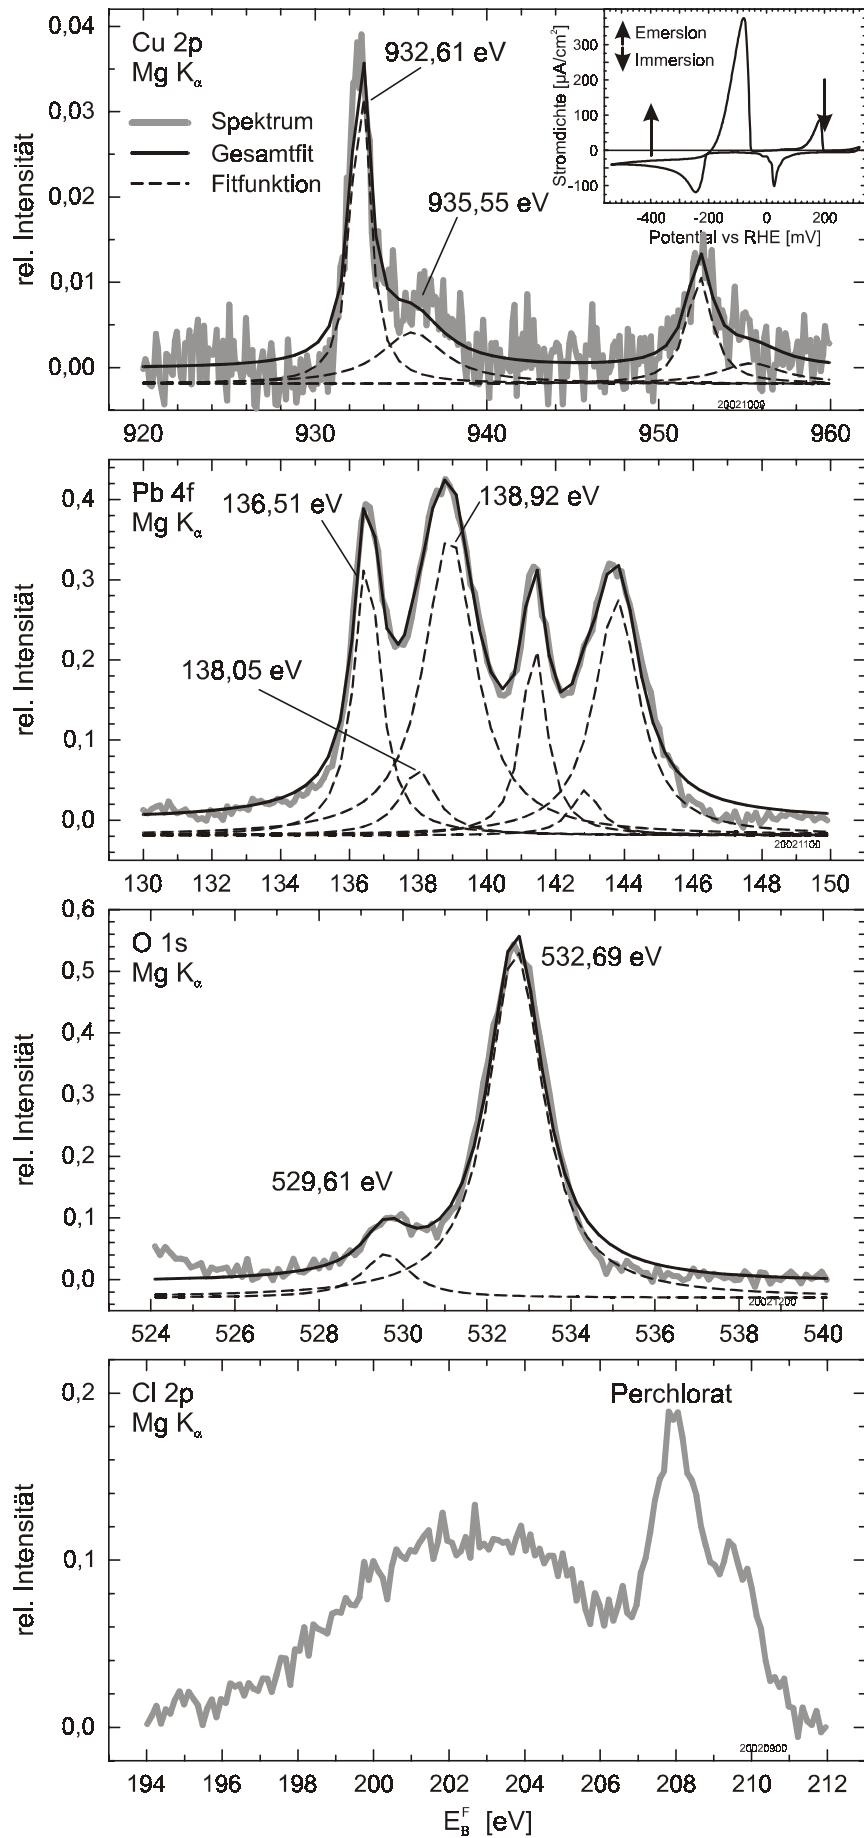 Cu 2p
Mg Kα
Spektrum
Gesamtfit
Fitfunktion
932,61 eV
935,55 eV
rel. Intensität
0,04
0,03
0,02
0,01
0,00
920 930 940 950 960
20021000
Emersion
Immersion
Stromdichte [µA/cm²]
300
200
100
0
-100
-400 -200 0 200
Potential vs RHE [mV]
Pb 4f
Mg Kα
136,51 eV
138,92 eV
138,05 eV
rel. Intensität
0,4
0,3
0,2
0,1
0,0
20021100
130 132 134 136 138 140 142 144 146 148 150
O 1s
Mg Kα
532,69 eV
529,61 eV
rel. Intensität
0,6
0,5
0,4
0,3
0,2
0,1
0,0
20021200
524 526 528 530 532 534 536 538 540
Cl 2p
Mg Kα
Perchlorat
rel. Intensität
0,2
0,1
0,0
20020900
194 196 198 200 202 204 206 208 210 212
E_B^F [eV]